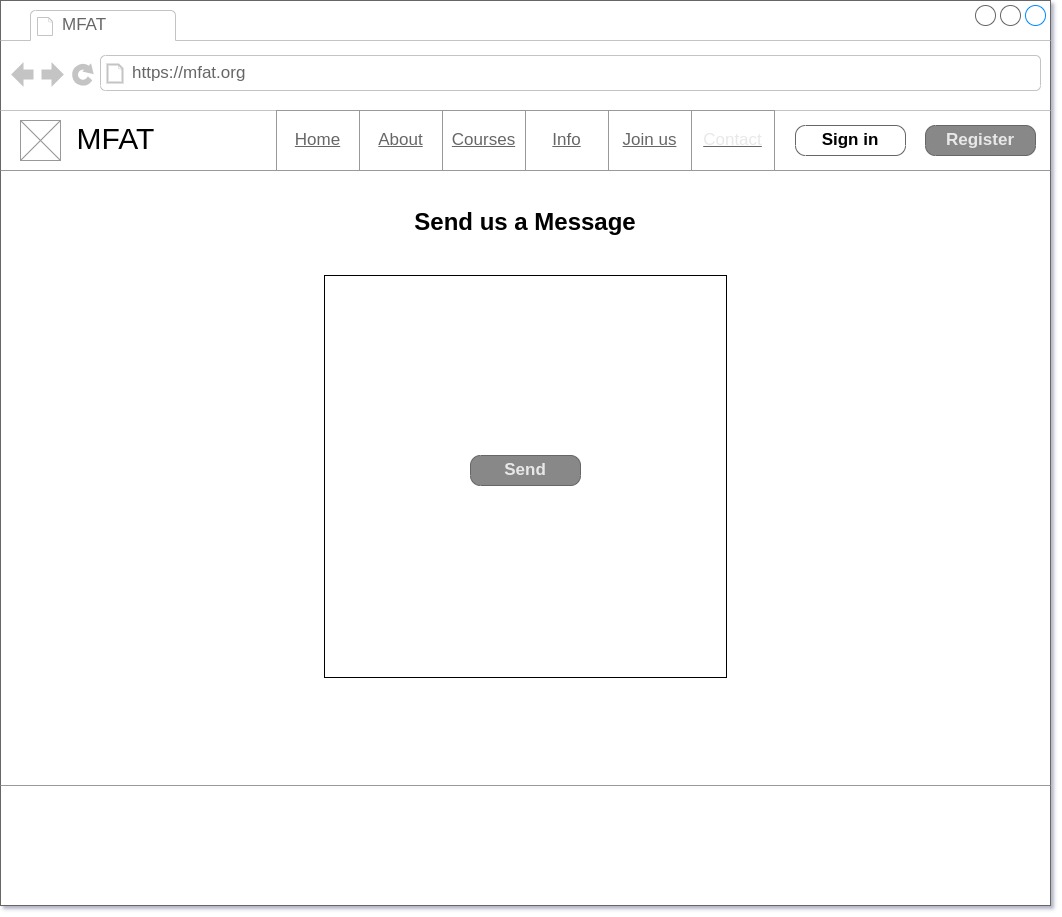 MFAT
https://mfat.org
MFAT
Home
About
Courses
Info
Join us
Contact
Sign in
Register
Send us a Message
Send